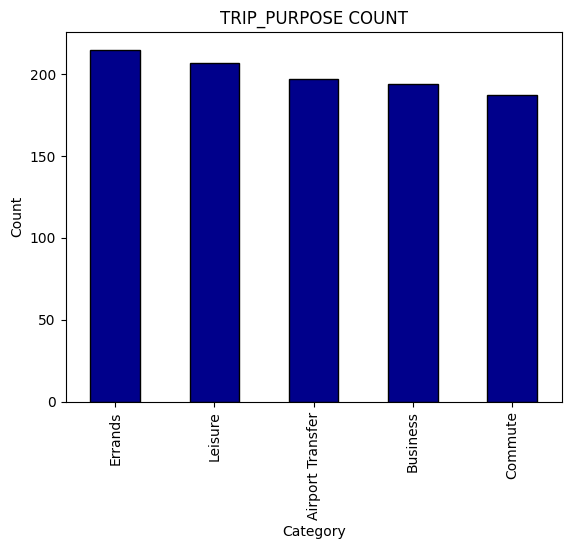 TRIP_PURPOSE COUNT
Count
200
150
100
50
0
Errands
Leisure
Airport Transfer
Business
Commute
Category